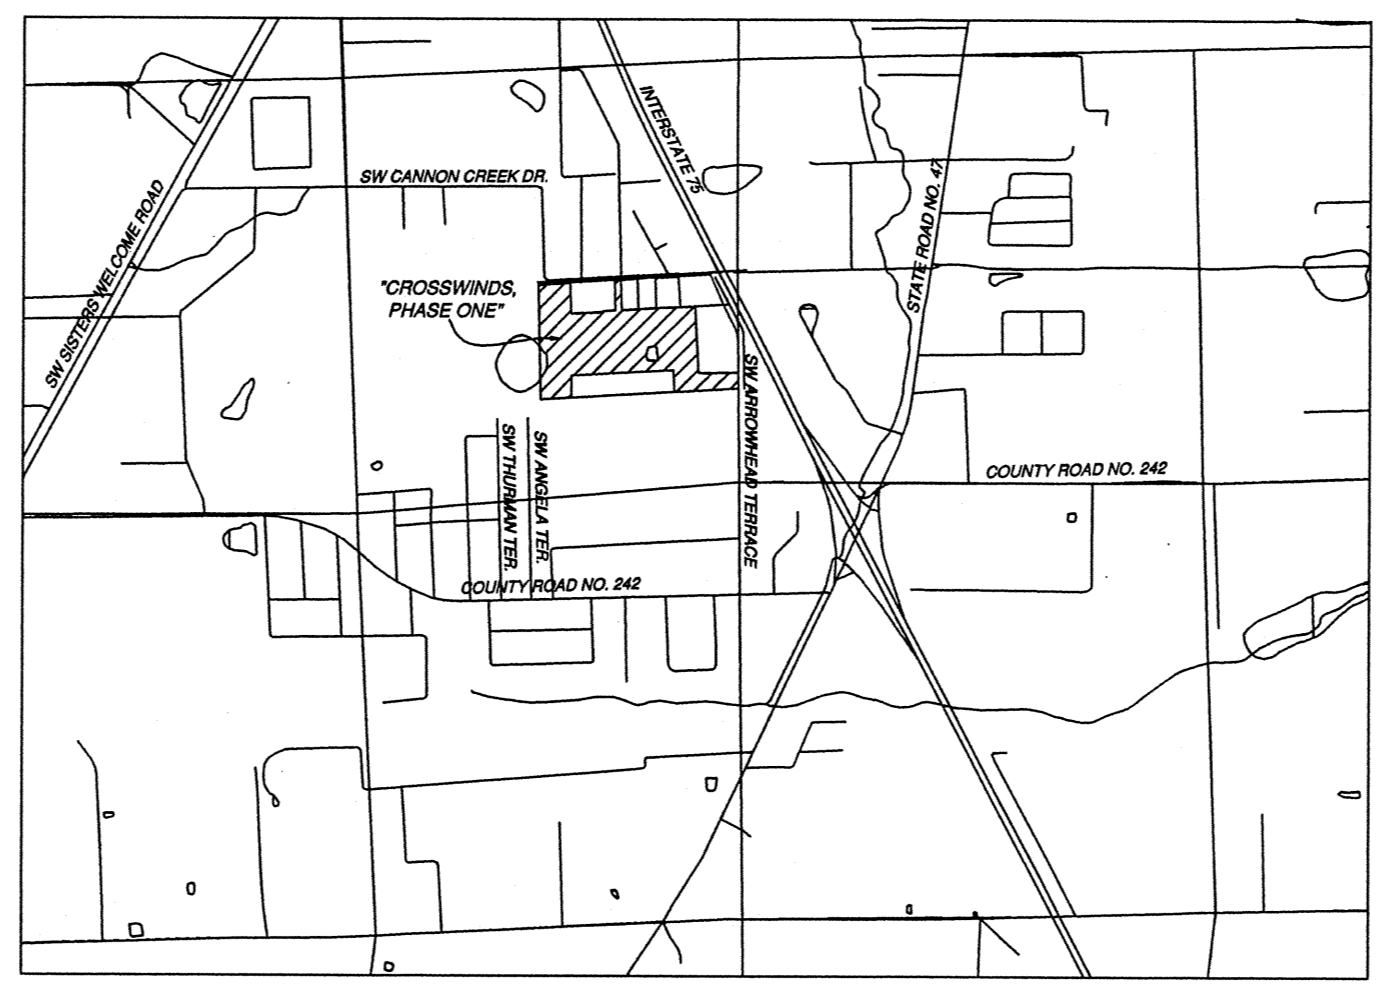 INTERSTATE 75
SW CANNON CREEK DR.
STATE ROAD NO. 47
SW SISTERS WELCOME ROAD
"CROSSWINDS,
PHASE ONE"
SW ARROWHEAD TERRACE
SW THURMAN TER.
SW ANGELA TER.
COUNTY ROAD NO. 242
COUNTY ROAD NO. 242